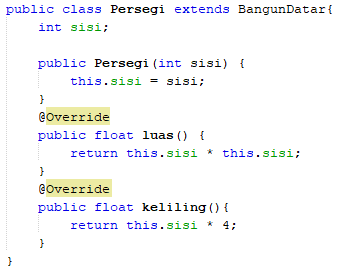 public class Persegi extends BangunDatar{
    int sisi;

    public Persegi(int sisi) {
        this.sisi = sisi;
    }
    @Override
    public float luas() {
        return this.sisi * this.sisi;
    }
    @Override
    public float keliling(){
        return this.sisi * 4;
    }
}